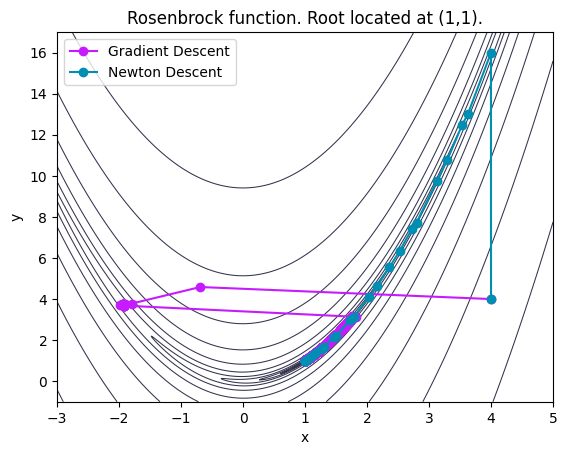 Rosenbrock function. Root located at (1,1).
Gradient Descent
Newton Descent
y
16
14
12
10
8
6
4
2
0
−3 −2 −1 0 1 2 3 4 5
x